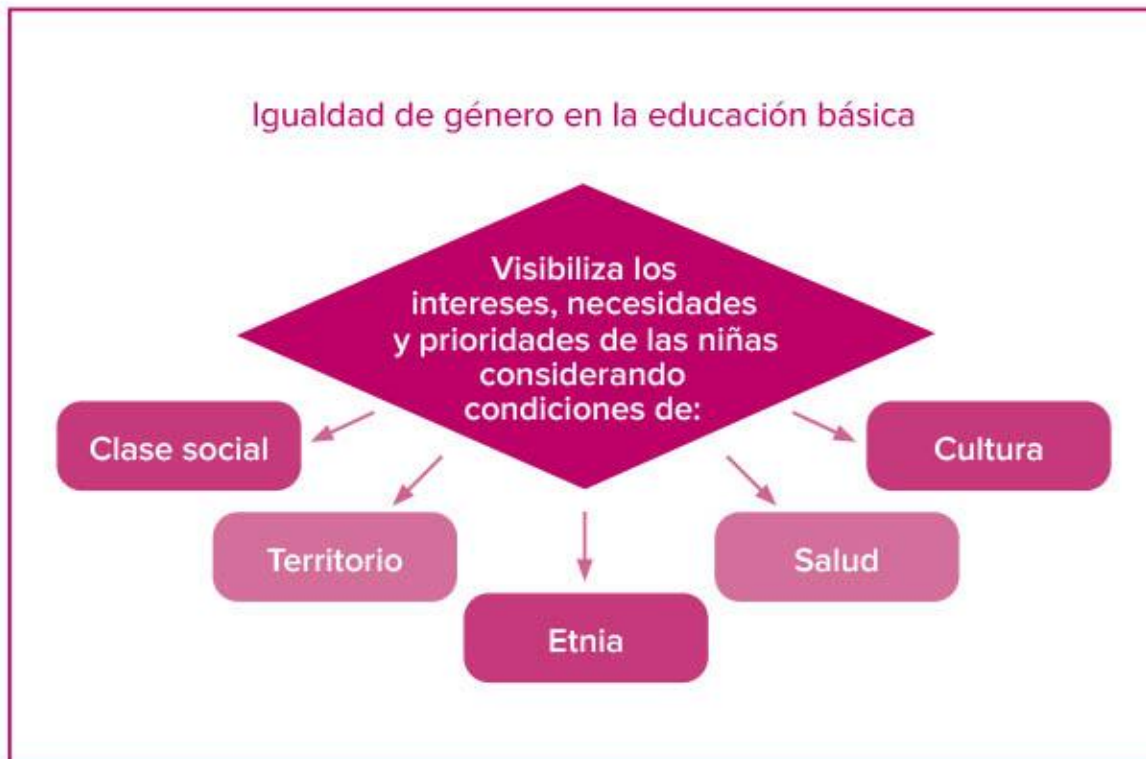 Igualdad de género en la educación básica
Visibiliza los
intereses, necesidades
y prioridades de las niñas
considerando
condiciones de:
Clase social
Cultura
Territorio
Salud
Etnia